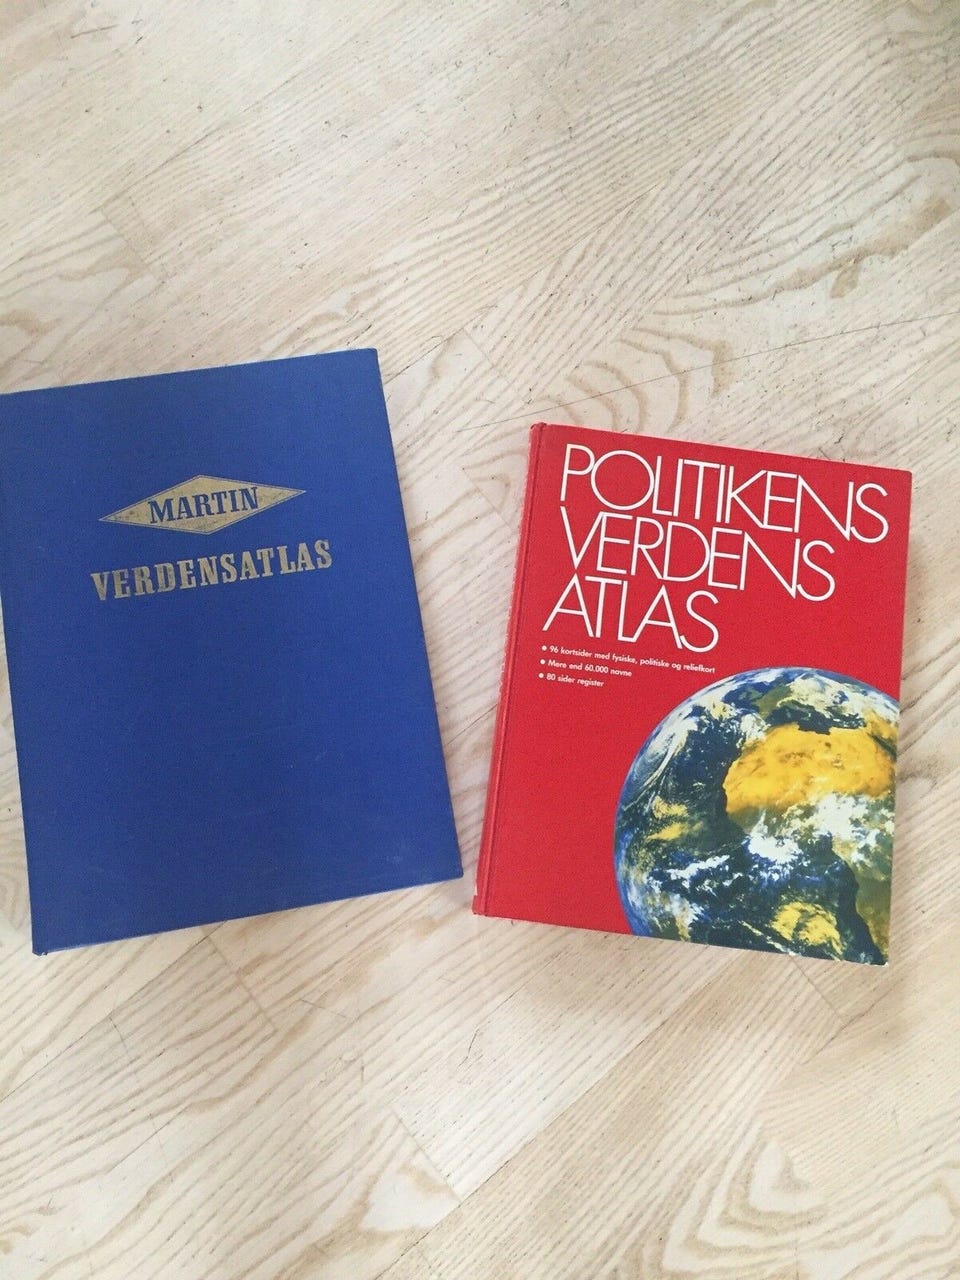 MARTIN
VERDENSATLAS
POLITIKENS
VERDENS
ATLAS
• 96 kortsider med fysiske, politiske og reliefkort
• Mere end 60.000 navne
• 80 sider register